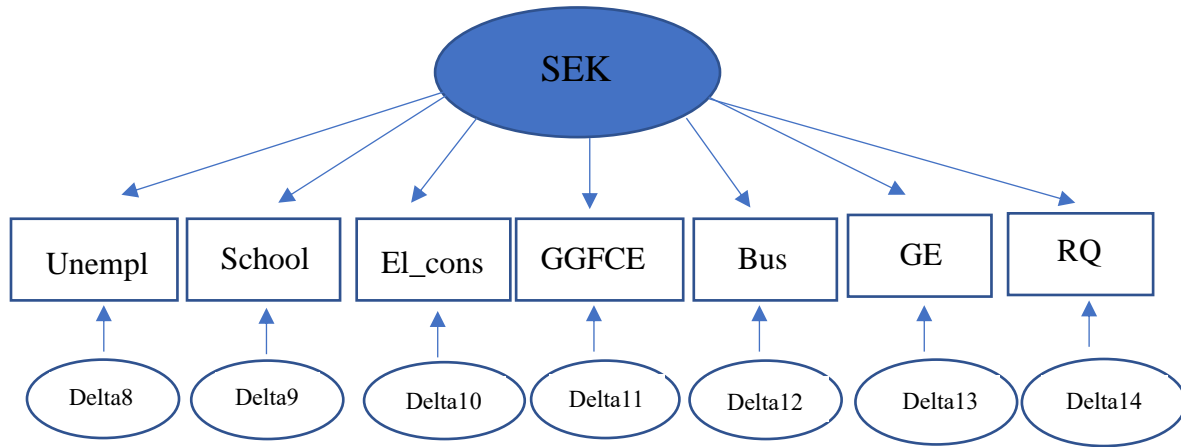 SEK
Unempl
School
El_cons
GGFCE
Bus
GE
RQ
Delta8
Delta9
Delta10
Delta11
Delta12
Delta13
Delta14